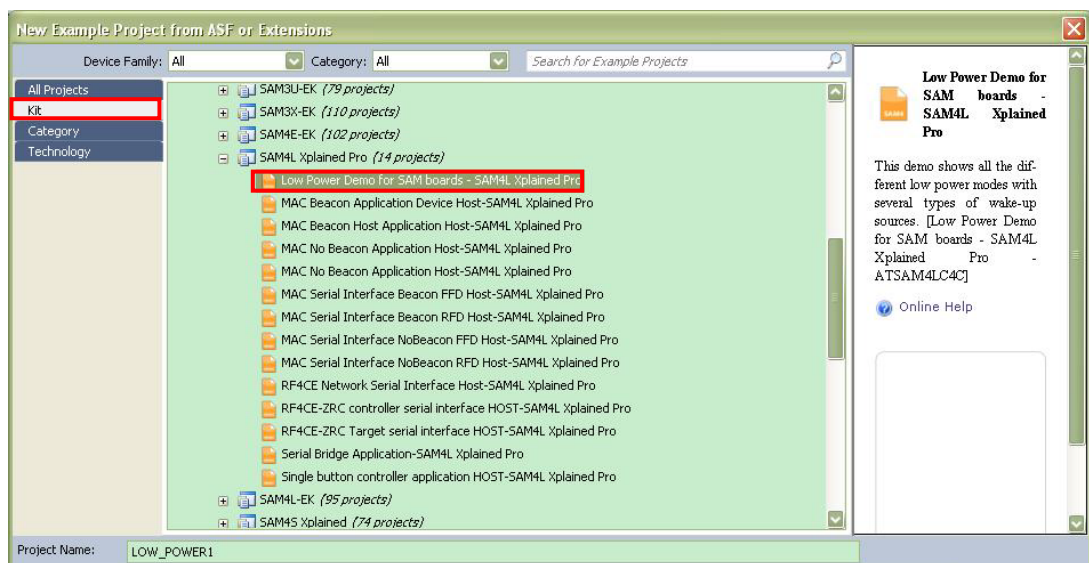 New Example Project from ASF or Extensions
Device Family: All Category: All Search for Example Projects
All Projects
Kit
Category
Technology
SAM3U-EK (79 projects)
SAM3X-EK (110 projects)
SAM4E-EK (102 projects)
SAM4L Xplained Pro (14 projects)
Low Power Demo for SAM boards - SAM4L Xplained Pro
MAC Beacon Application Device Host-SAM4L Xplained Pro
MAC Beacon Host Application Host-SAM4L Xplained Pro
MAC No Beacon Application Host-SAM4L Xplained Pro
MAC No Beacon Application Host-SAM4L Xplained Pro
MAC Serial Interface Beacon FFD Host-SAM4L Xplained Pro
MAC Serial Interface Beacon RFD Host-SAM4L Xplained Pro
MAC Serial Interface NoBeacon FFD Host-SAM4L Xplained Pro
MAC Serial Interface NoBeacon RFD Host-SAM4L Xplained Pro
RF4CE Network Serial Interface Host-SAM4L Xplained Pro
RF4CE-ZRC controller serial interface HOST-SAM4L Xplained Pro
RF4CE-ZRC Target serial interface HOST-SAM4L Xplained Pro
Serial Bridge Application-SAM4L Xplained Pro
Single button controller application HOST-SAM4L Xplained Pro
SAM4L-EK (95 projects)
SAM4S Xplained (74 projects)
Low Power Demo for
SAM boards -
SAM4L Xplained
Pro
This demo shows all the dif-
ferent low power modes with
several types of wake-up
sources. [Low Power Demo
for SAM boards - SAM4L
Xplained Pro -
ATSAM4LC4C]
Online Help
Project Name: LOW_POWER1